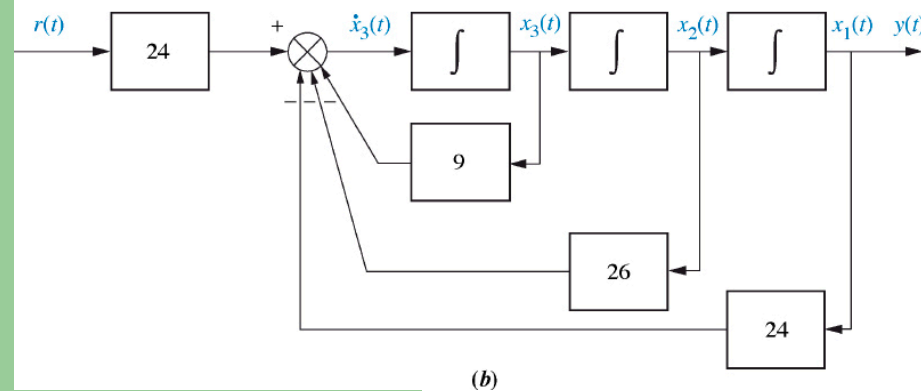 r(t) 24 + ẋ₃(t) ∫ x₃(t) ∫ x₂(t) ∫ x₁(t) y(t)
− − −
9
26
24
(b)